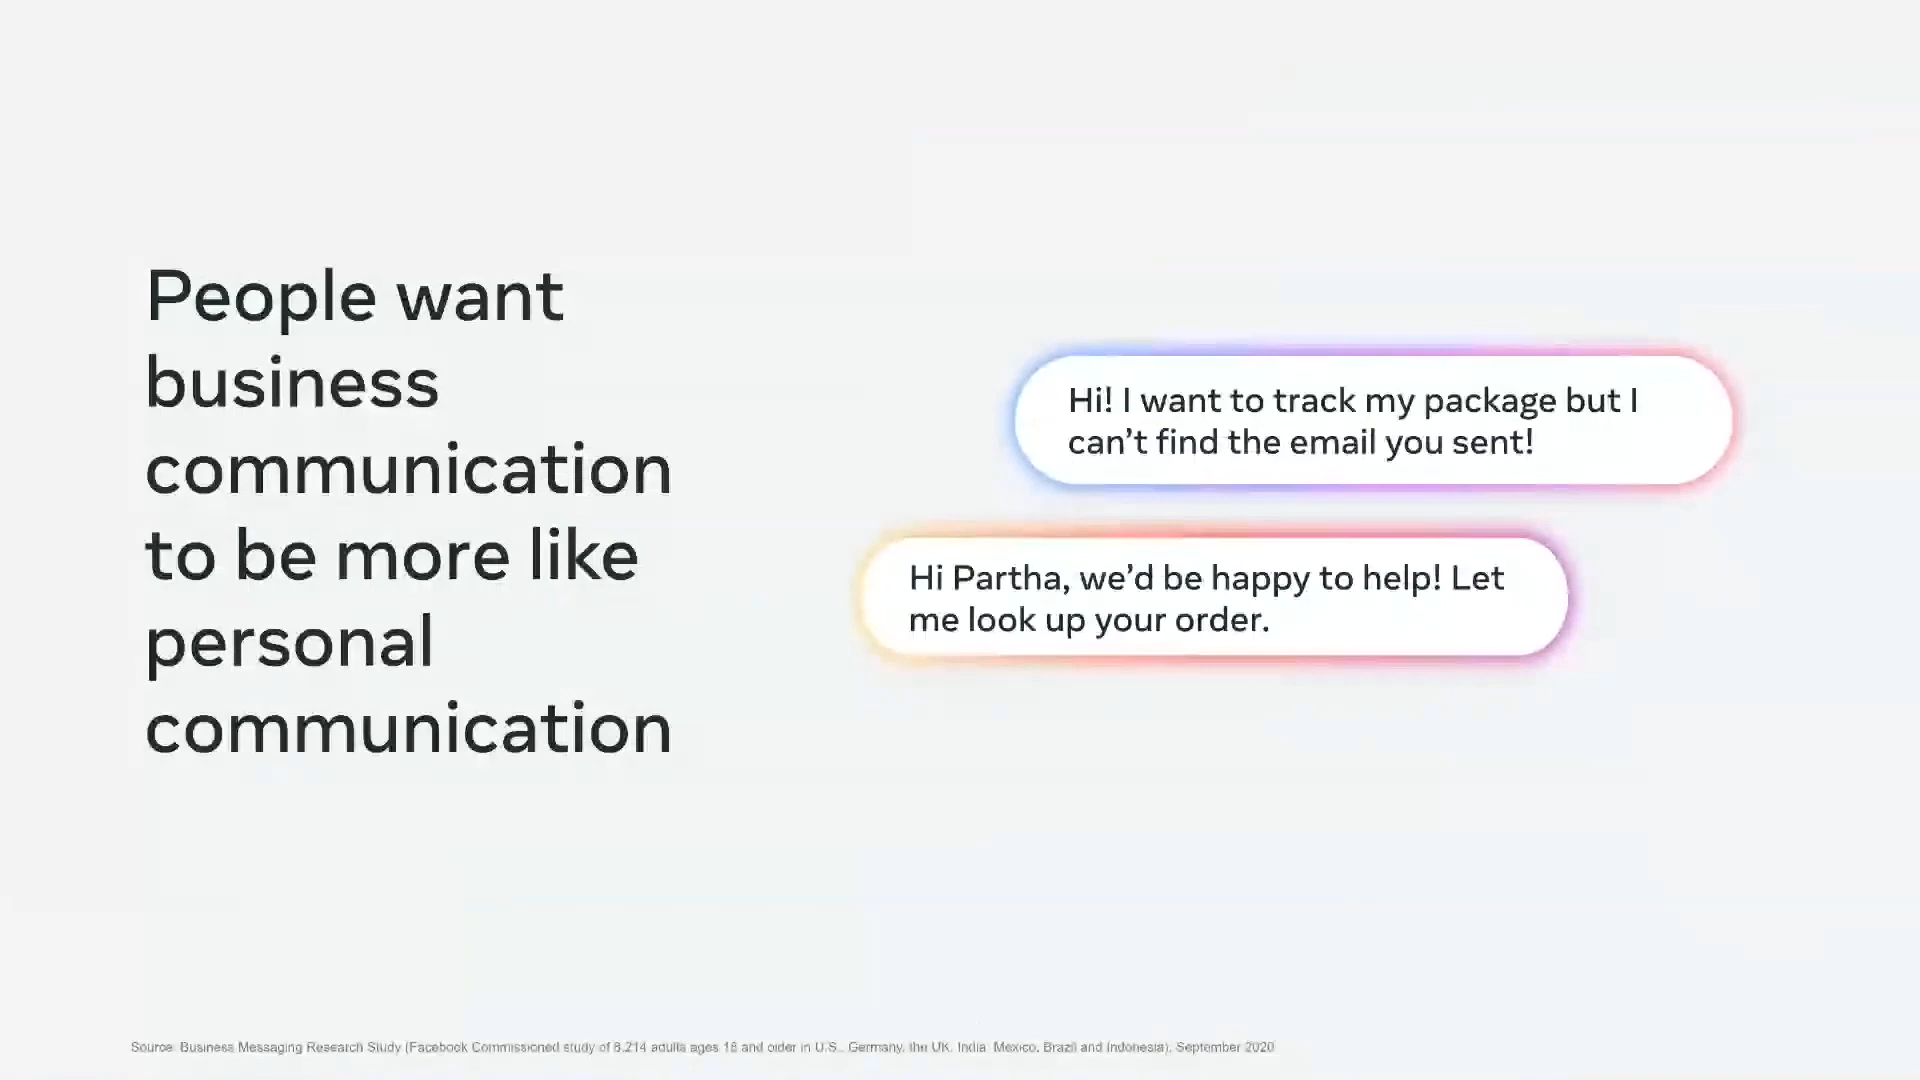 People want
business
communication
to be more like
personal
communication
Hi! I want to track my package but I
can’t find the email you sent!
Hi Partha, we’d be happy to help! Let
me look up your order.
Source: Business Messaging Research Study (Facebook Commissioned study of adults ages and older in U.S., Germany, the UK, India, Mexico, Brazil and Indonesia), September 2020